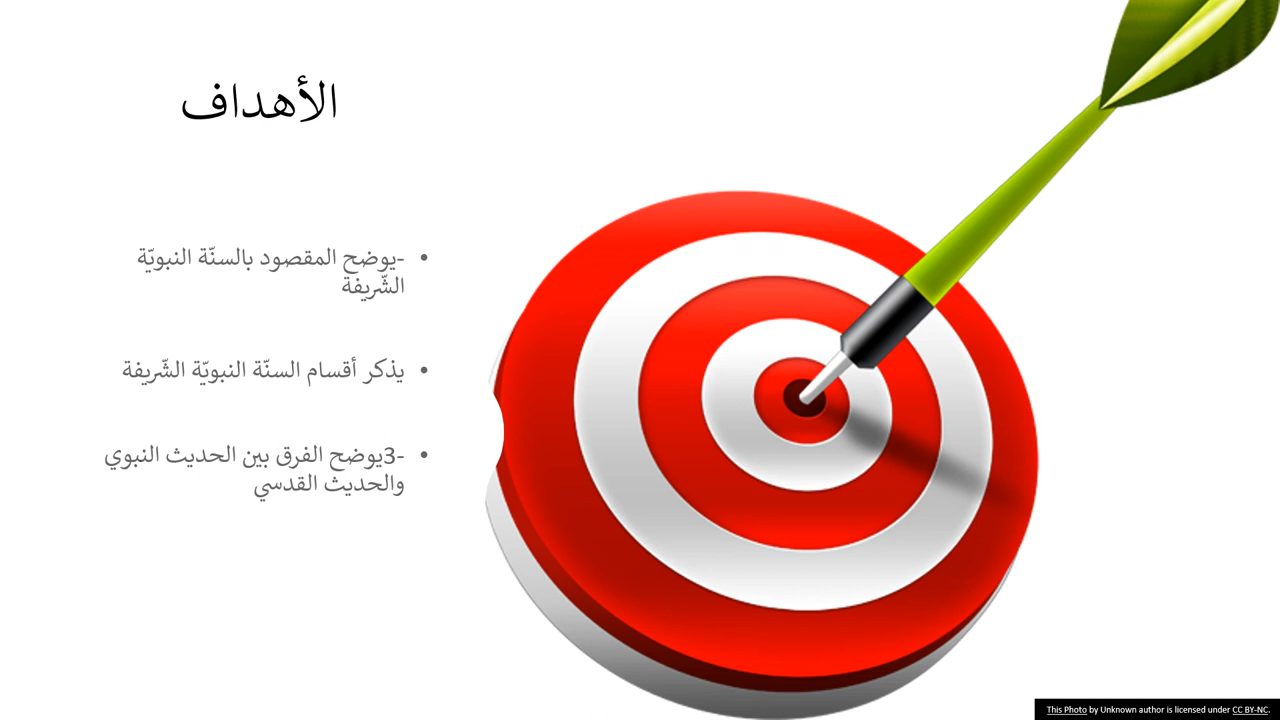 الأهداف
• -يوضح المقصود بالسنّة النبويّة
الشّريفة
• يذكر أقسام السنّة النبويّة الشّريفة
• -3يوضح الفرق بين الحديث النبوي
والحديث القدسي
This Photo by Unknown author is licensed under CC BY-NC.